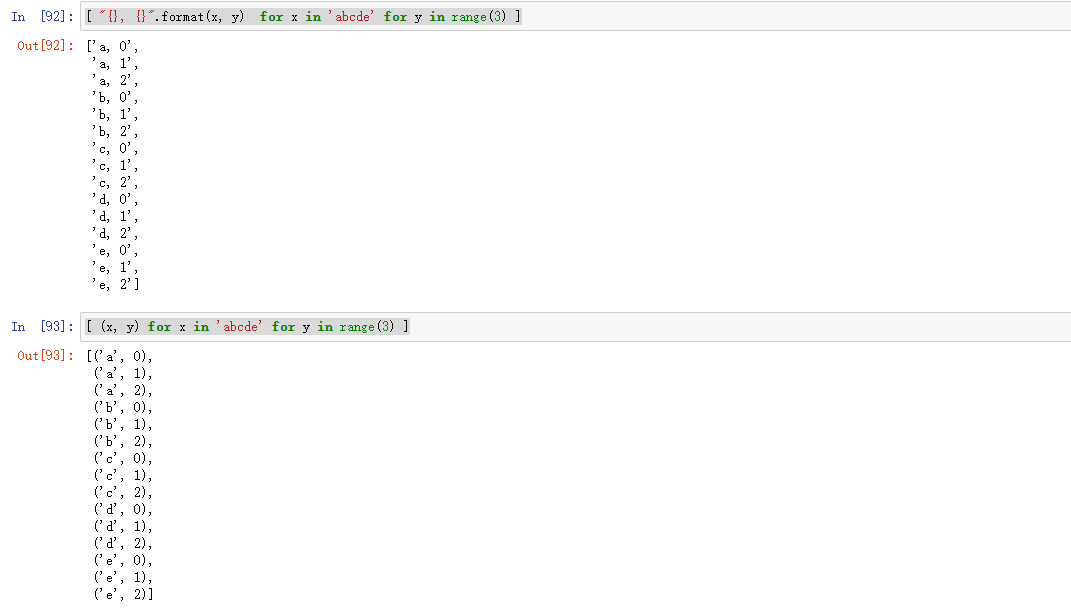 In [92]: [ "{}, {}".format(x, y)  for x in 'abcde' for y in range(3) ]
Out[92]: ['a, 0',
'a, 1',
'a, 2',
'b, 0',
'b, 1',
'b, 2',
'c, 0',
'c, 1',
'c, 2',
'd, 0',
'd, 1',
'd, 2',
'e, 0',
'e, 1',
'e, 2']
In [93]: [ (x, y) for x in 'abcde' for y in range(3) ]
Out[93]: [('a', 0),
('a', 1),
('a', 2),
('b', 0),
('b', 1),
('b', 2),
('c', 0),
('c', 1),
('c', 2),
('d', 0),
('d', 1),
('d', 2),
('e', 0),
('e', 1),
('e', 2)]